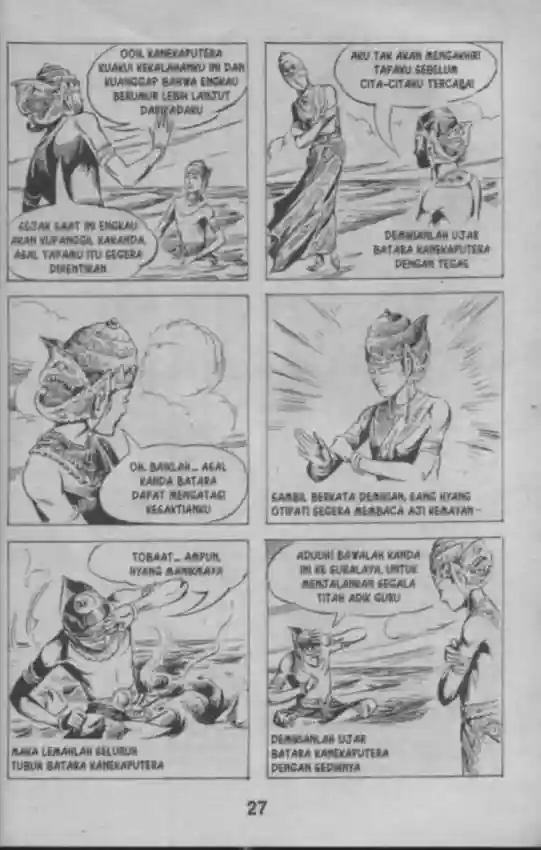 OOH, KANEKAPUTERA
KUAKUI KEKALAHANKU INI DAN
KUANGGAP BAHWA ENGKAU
BERUMUR LEBIH LANJUT
DARIPADAKU
SEJAK SAAT INI ENGKAU
AKAN KUPANGGIL KAKANDA,
ASAL TAPAMU ITU SEGERA
DIHENTIKAN
AKU TAK AKAN MENGAKHIRI
TAPAKU SEBELUM
CITA-CITAKU TERCAPAI
DEMIKIANLAH UJAR
BATARA KANEKAPUTERA
DENGAN TEGAS
OH, BAIKLAH... ASAL
KANDA BATARA
DAPAT MENGATASI
KESAKTIANKU
SAMBIL BERKATA DEMIKIAN, SANG HYANG
OTIPATI SEGERA MEMBACA AJI KEMAYAN -
TOBAAT... AMPUN,
HYANG MANIKMAYA
MAKA LEMAHLAH SELURUH
TUBUH BATARA KANEKAPUTERA
ADUUH! BAWALAH KANDA
INI KE SURALAYA, UNTUK
MENJALANKAN SEGALA
TITAH ADIK GURU
DEMIKIANLAH UJAR
BATARA KANEKAPUTERA
DENGAN SEDIHNYA
27